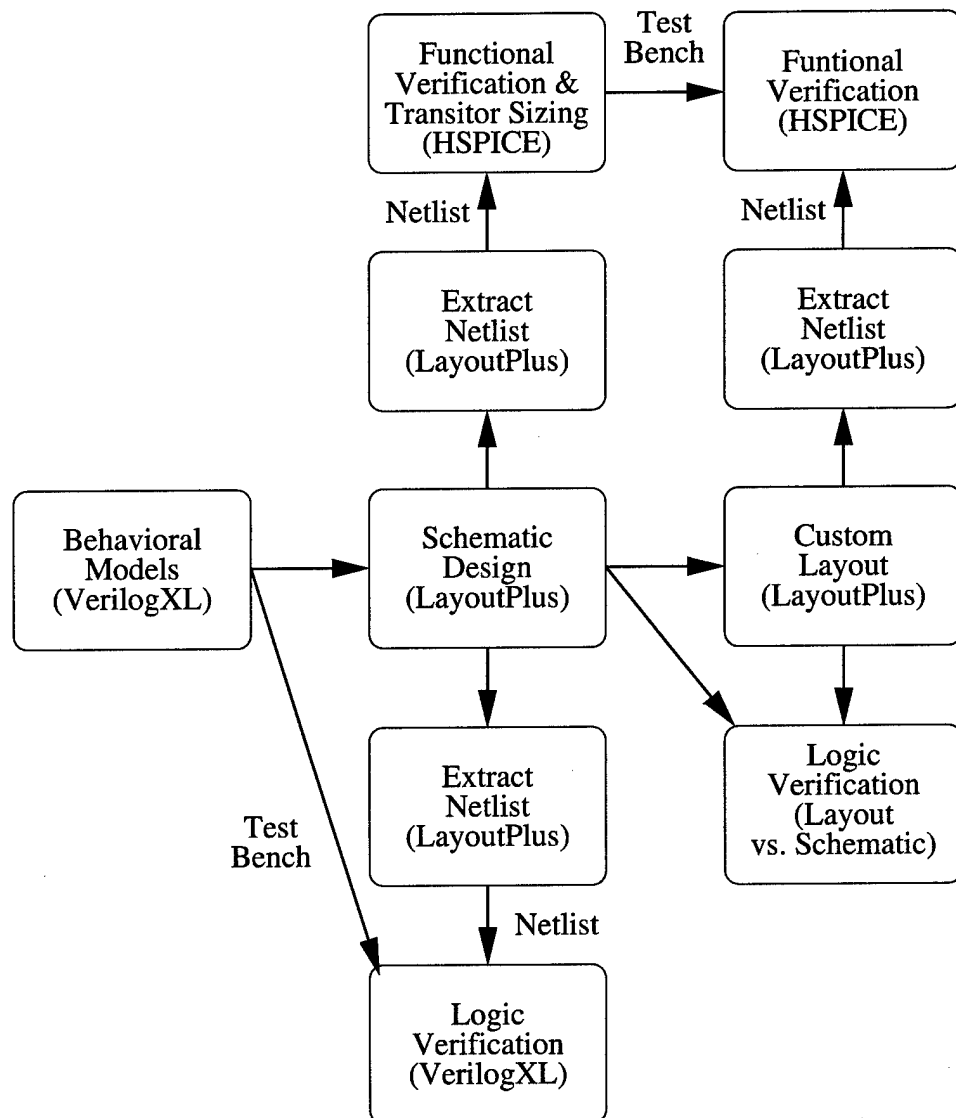 Functional
Verification &
Transitor Sizing
(HSPICE)
Test
Bench
Funtional
Verification
(HSPICE)
Netlist
Netlist
Extract
Netlist
(LayoutPlus)
Extract
Netlist
(LayoutPlus)
Behavioral
Models
(VerilogXL)
Schematic
Design
(LayoutPlus)
Custom
Layout
(LayoutPlus)
Extract
Netlist
(LayoutPlus)
Logic
Verification
(Layout
vs. Schematic)
Test
Bench
Netlist
Logic
Verification
(VerilogXL)